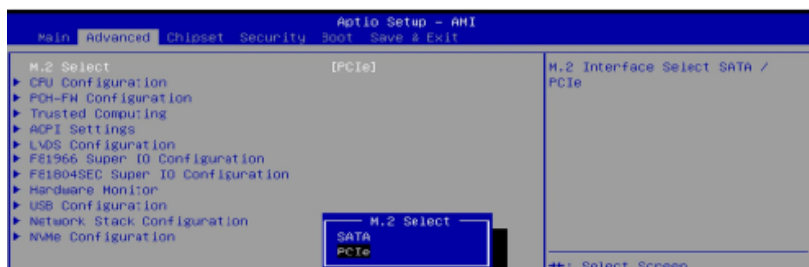 Aptio Setup - AMI
Main Advanced Chipset Security Boot Save & Exit
M.2 Select [PCIe]
CPU Configuration
PCH-FW Configuration
Trusted Computing
ACPI Settings
LVDS Configuration
F81966 Super IO Configuration
F81804SEC Super IO Configuration
Hardware Monitor
USB Configuration
Network Stack Configuration
NVMe Configuration
M.2 Select
SATA
PCIe
M.2 Interface Select SATA /
PCIe
: Select Screen